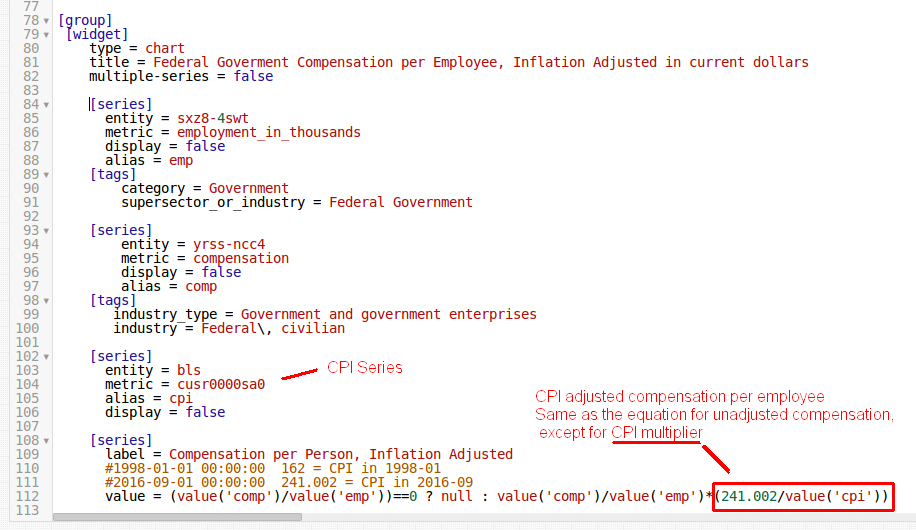 77
78 [group]
79 [widget]
80 type = chart
81 title = Federal Goverment Compensation per Employee, Inflation Adjusted in current dollars
82 multiple-series = false
83
84 [series]
85 entity = sxz8-4swt
86 metric = employment_in_thousands
87 display = false
88 alias = emp
89 [tags]
90 category = Government
91 supersector_or_industry = Federal Government
92
93 [series]
94 entity = yrss-ncc4
95 metric = compensation
96 display = false
97 alias = comp
98 [tags]
99 industry_type = Government and government enterprises
100 industry = Federal\, civilian
101
102 [series]
103 entity = bls
104 metric = cusr0000sa0
105 alias = cpi
106 display = false
107
108 [series]
109 label = Compensation per Person, Inflation Adjusted
110 #1998-01-01 00:00:00 162 = CPI in 1998-01
111 #2016-09-01 00:00:00 241.002 = CPI in 2016-09
112 value = (value('comp')/value('emp'))==0 ? null : value('comp')/value('emp')*(241.002/value('cpi'))
113
CPI Series
CPI adjusted compensation per employee
Same as the equation for unadjusted compensation,
except for CPI multiplier